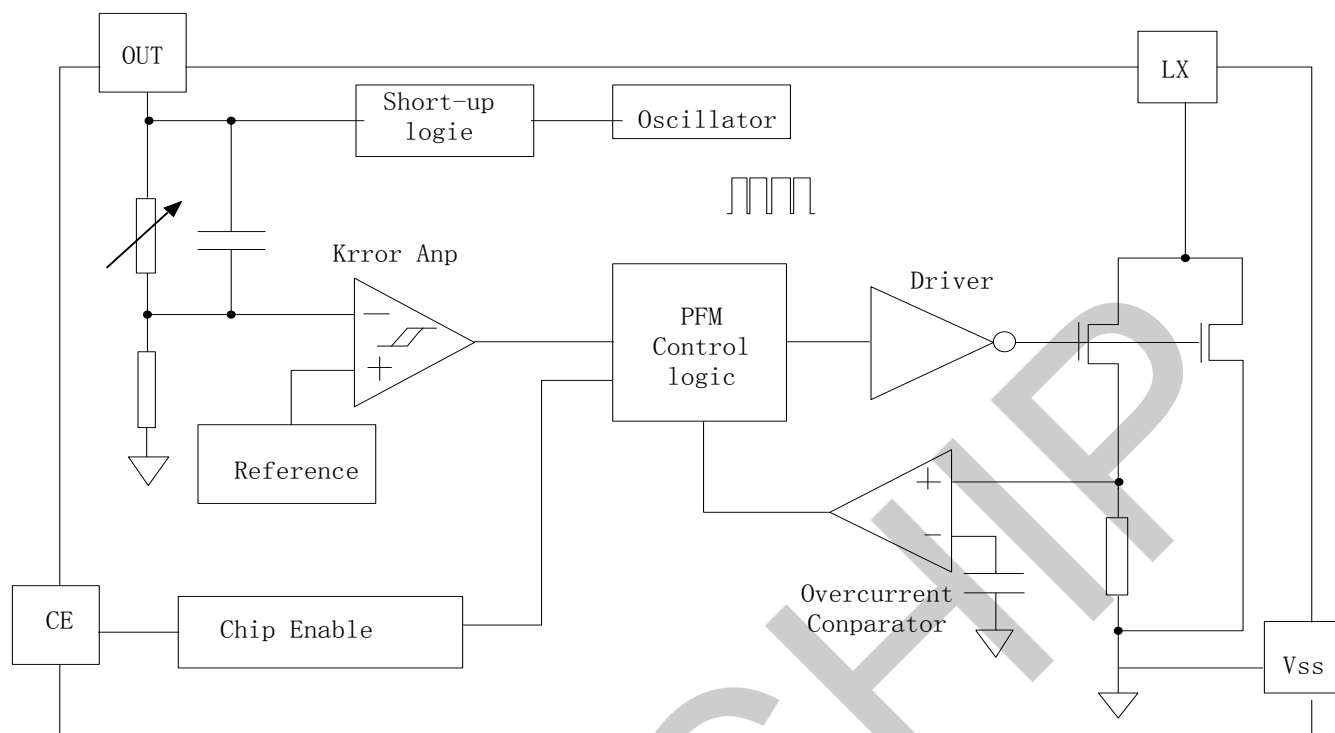 OUT
LX
Short-up
logie
Oscillator
Krror Anp
Driver
PFM
Control
logic
Reference
Overcurrent
Conparator
CE
Chip Enable
Vss
CHIP